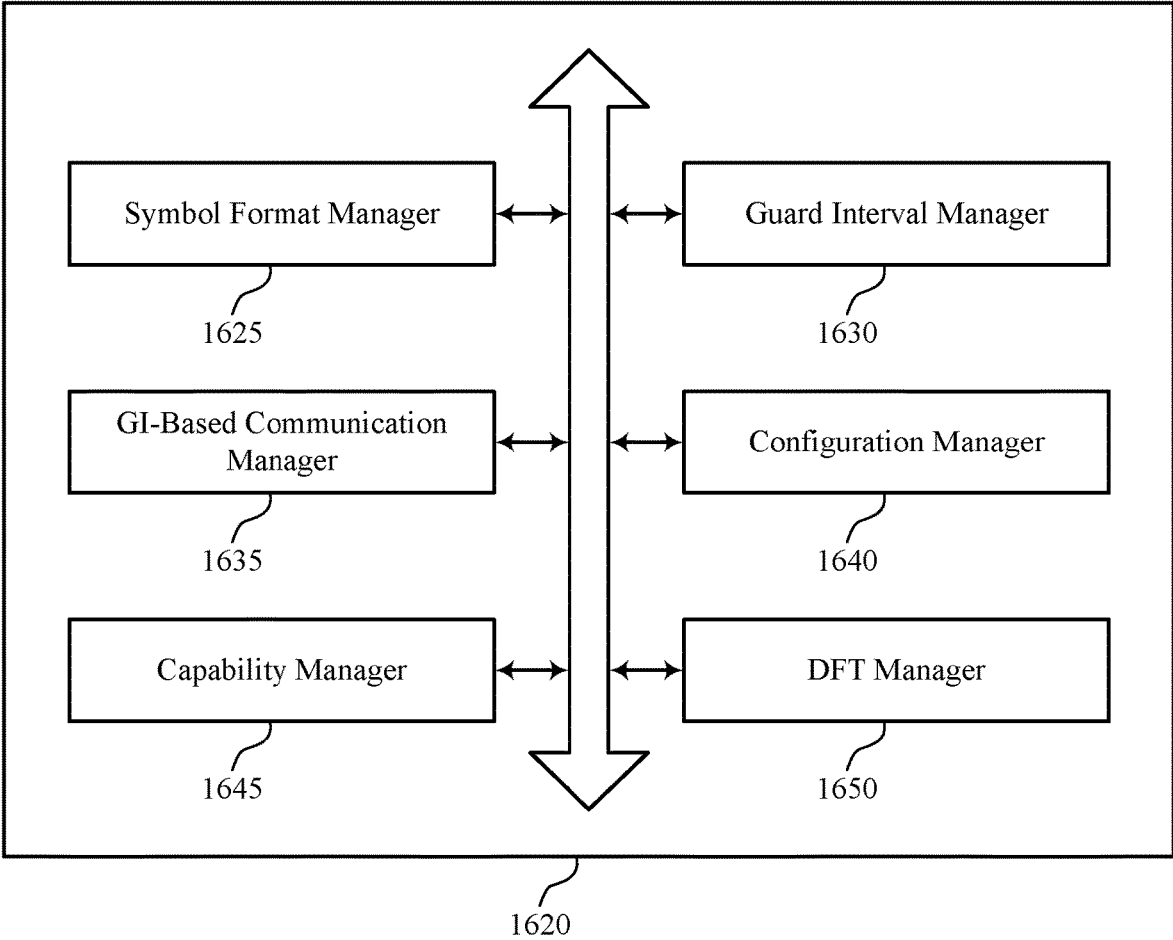 Symbol Format Manager
1625
Guard Interval Manager
1630
GI-Based Communication
Manager
1635
Configuration Manager
1640
Capability Manager
1645
DFT Manager
1650
1620